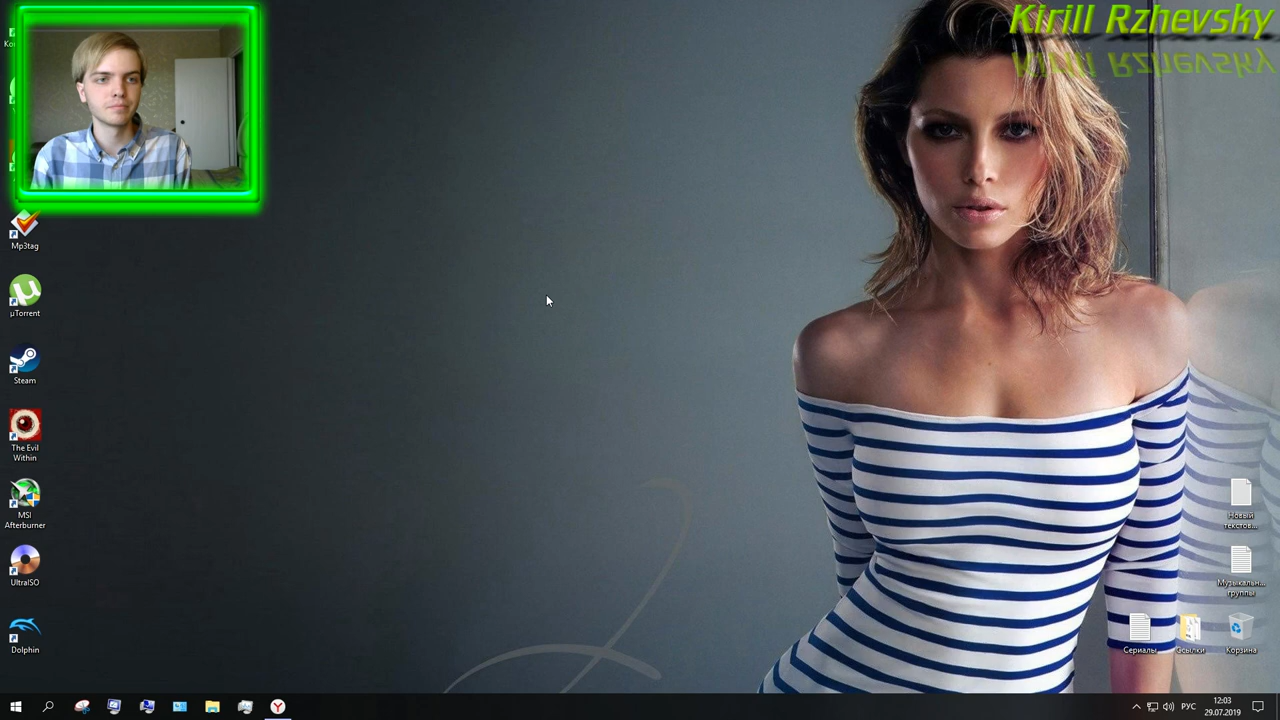 Kirill Rzhevsky
Mp3tag
µTorrent
Steam
The Evil
Within
MSI
Afterburner
UltraISO
Dolphin
Новый
текстов...
Музыкальн...
группы
Сериалы
Ссылки
Корзина
РУС
12:03
29.07.2019